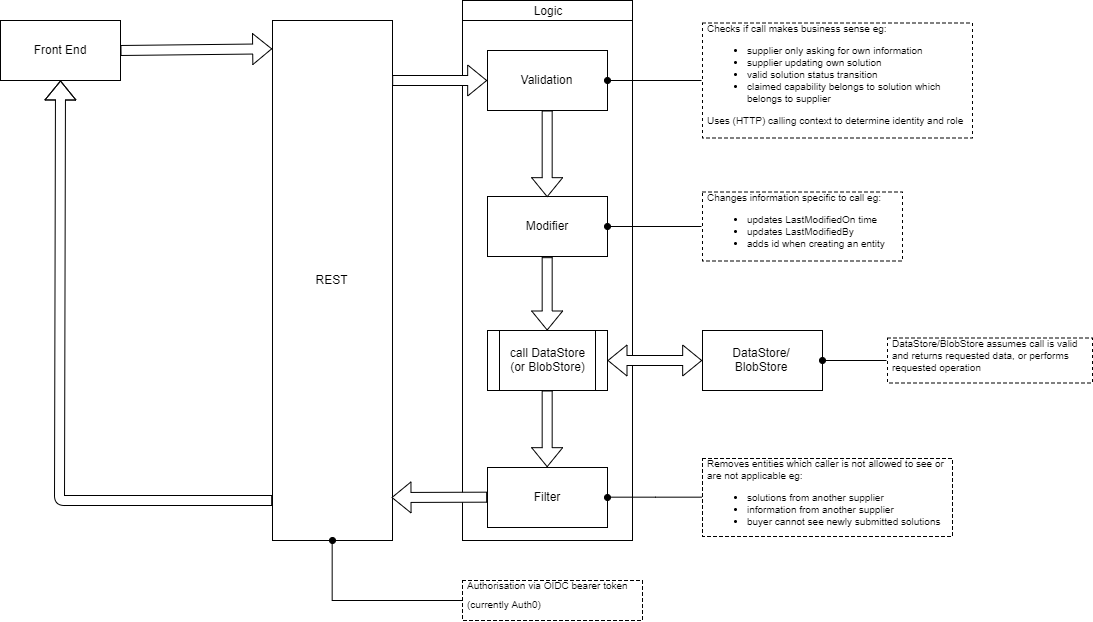 Logic
Front End
REST
Validation
Checks if call makes business sense eg:
• supplier only asking for own information
• supplier updating own solution
• valid solution status transition
• claimed capability belongs to solution which
belongs to supplier
Uses (HTTP) calling context to determine identity and role
Modifier
Changes information specific to call eg:
• updates LastModifiedOn time
• updates LastModifiedBy
• adds id when creating an entity
call DataStore
(or BlobStore)
DataStore/
BlobStore
DataStore/BlobStore assumes call is valid
and returns requested data, or performs
requested operation
Filter
Removes entities which caller is not allowed to see or
are not applicable eg:
• solutions from another supplier
• information from another supplier
• buyer cannot see newly submitted solutions
Authorisation via OIDC bearer token
(currently Auth0)